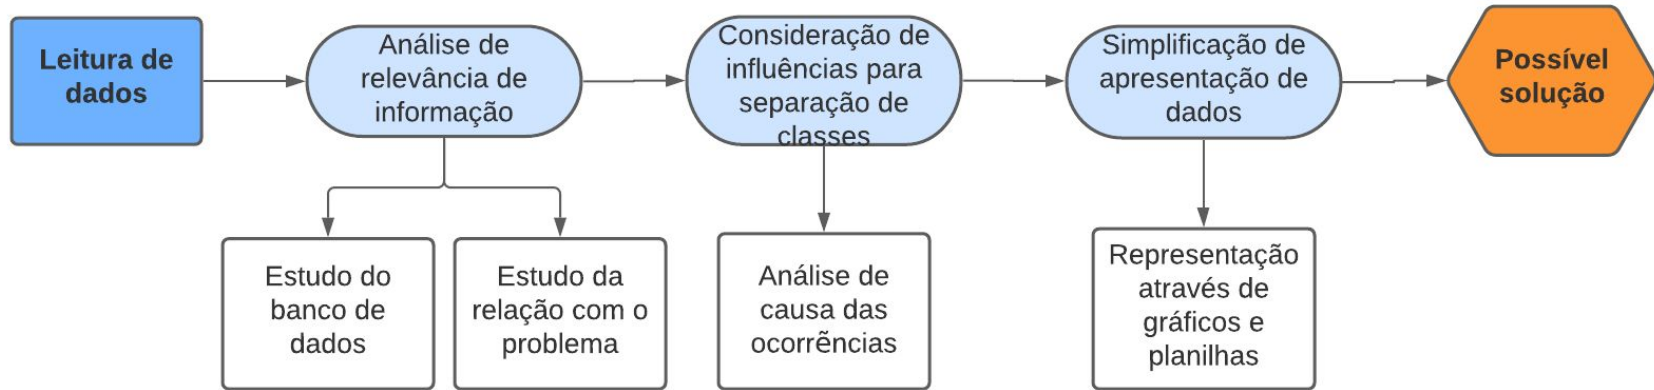 Leitura de
dados
Análise de
relevância de
informação
Consideração de
influências para
separação de
classes
Simplificação de
apresentação de
dados
Possível
solução
Estudo do
banco de
dados
Estudo da
relação com o
problema
Análise de
causa das
ocorrẽncias
Representação
através de
gráficos e
planilhas